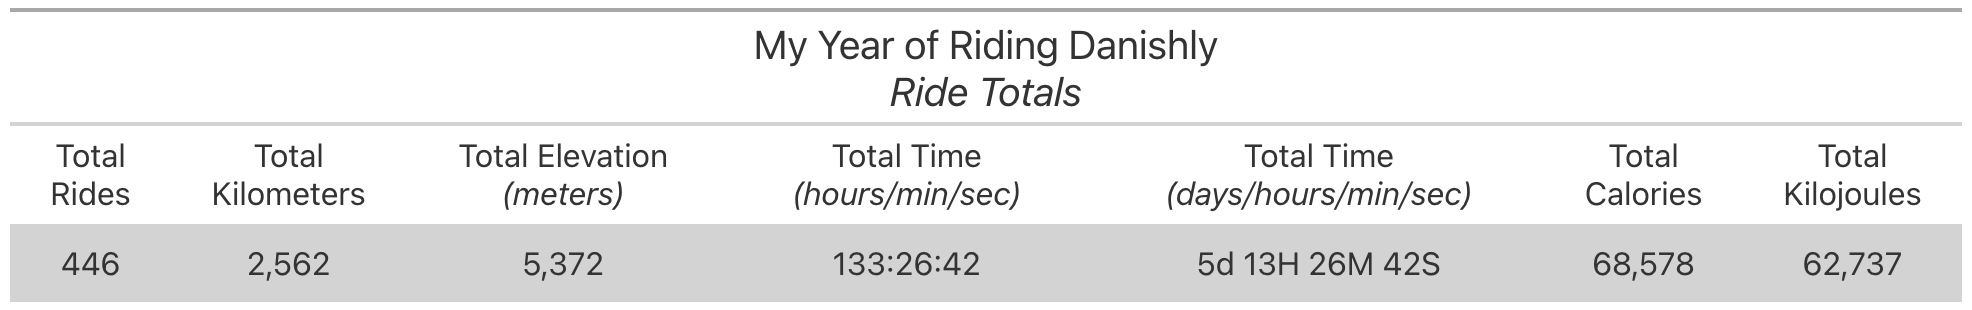 My Year of Riding Danishly
Ride Totals
Total Rides
Total Kilometers
Total Elevation (meters)
Total Time (hours/min/sec)
Total Time (days/hours/min/sec)
Total Calories
Total Kilojoules
446 2,562 5,372 133:26:42 5d 13H 26M 42S 68,578 62,737